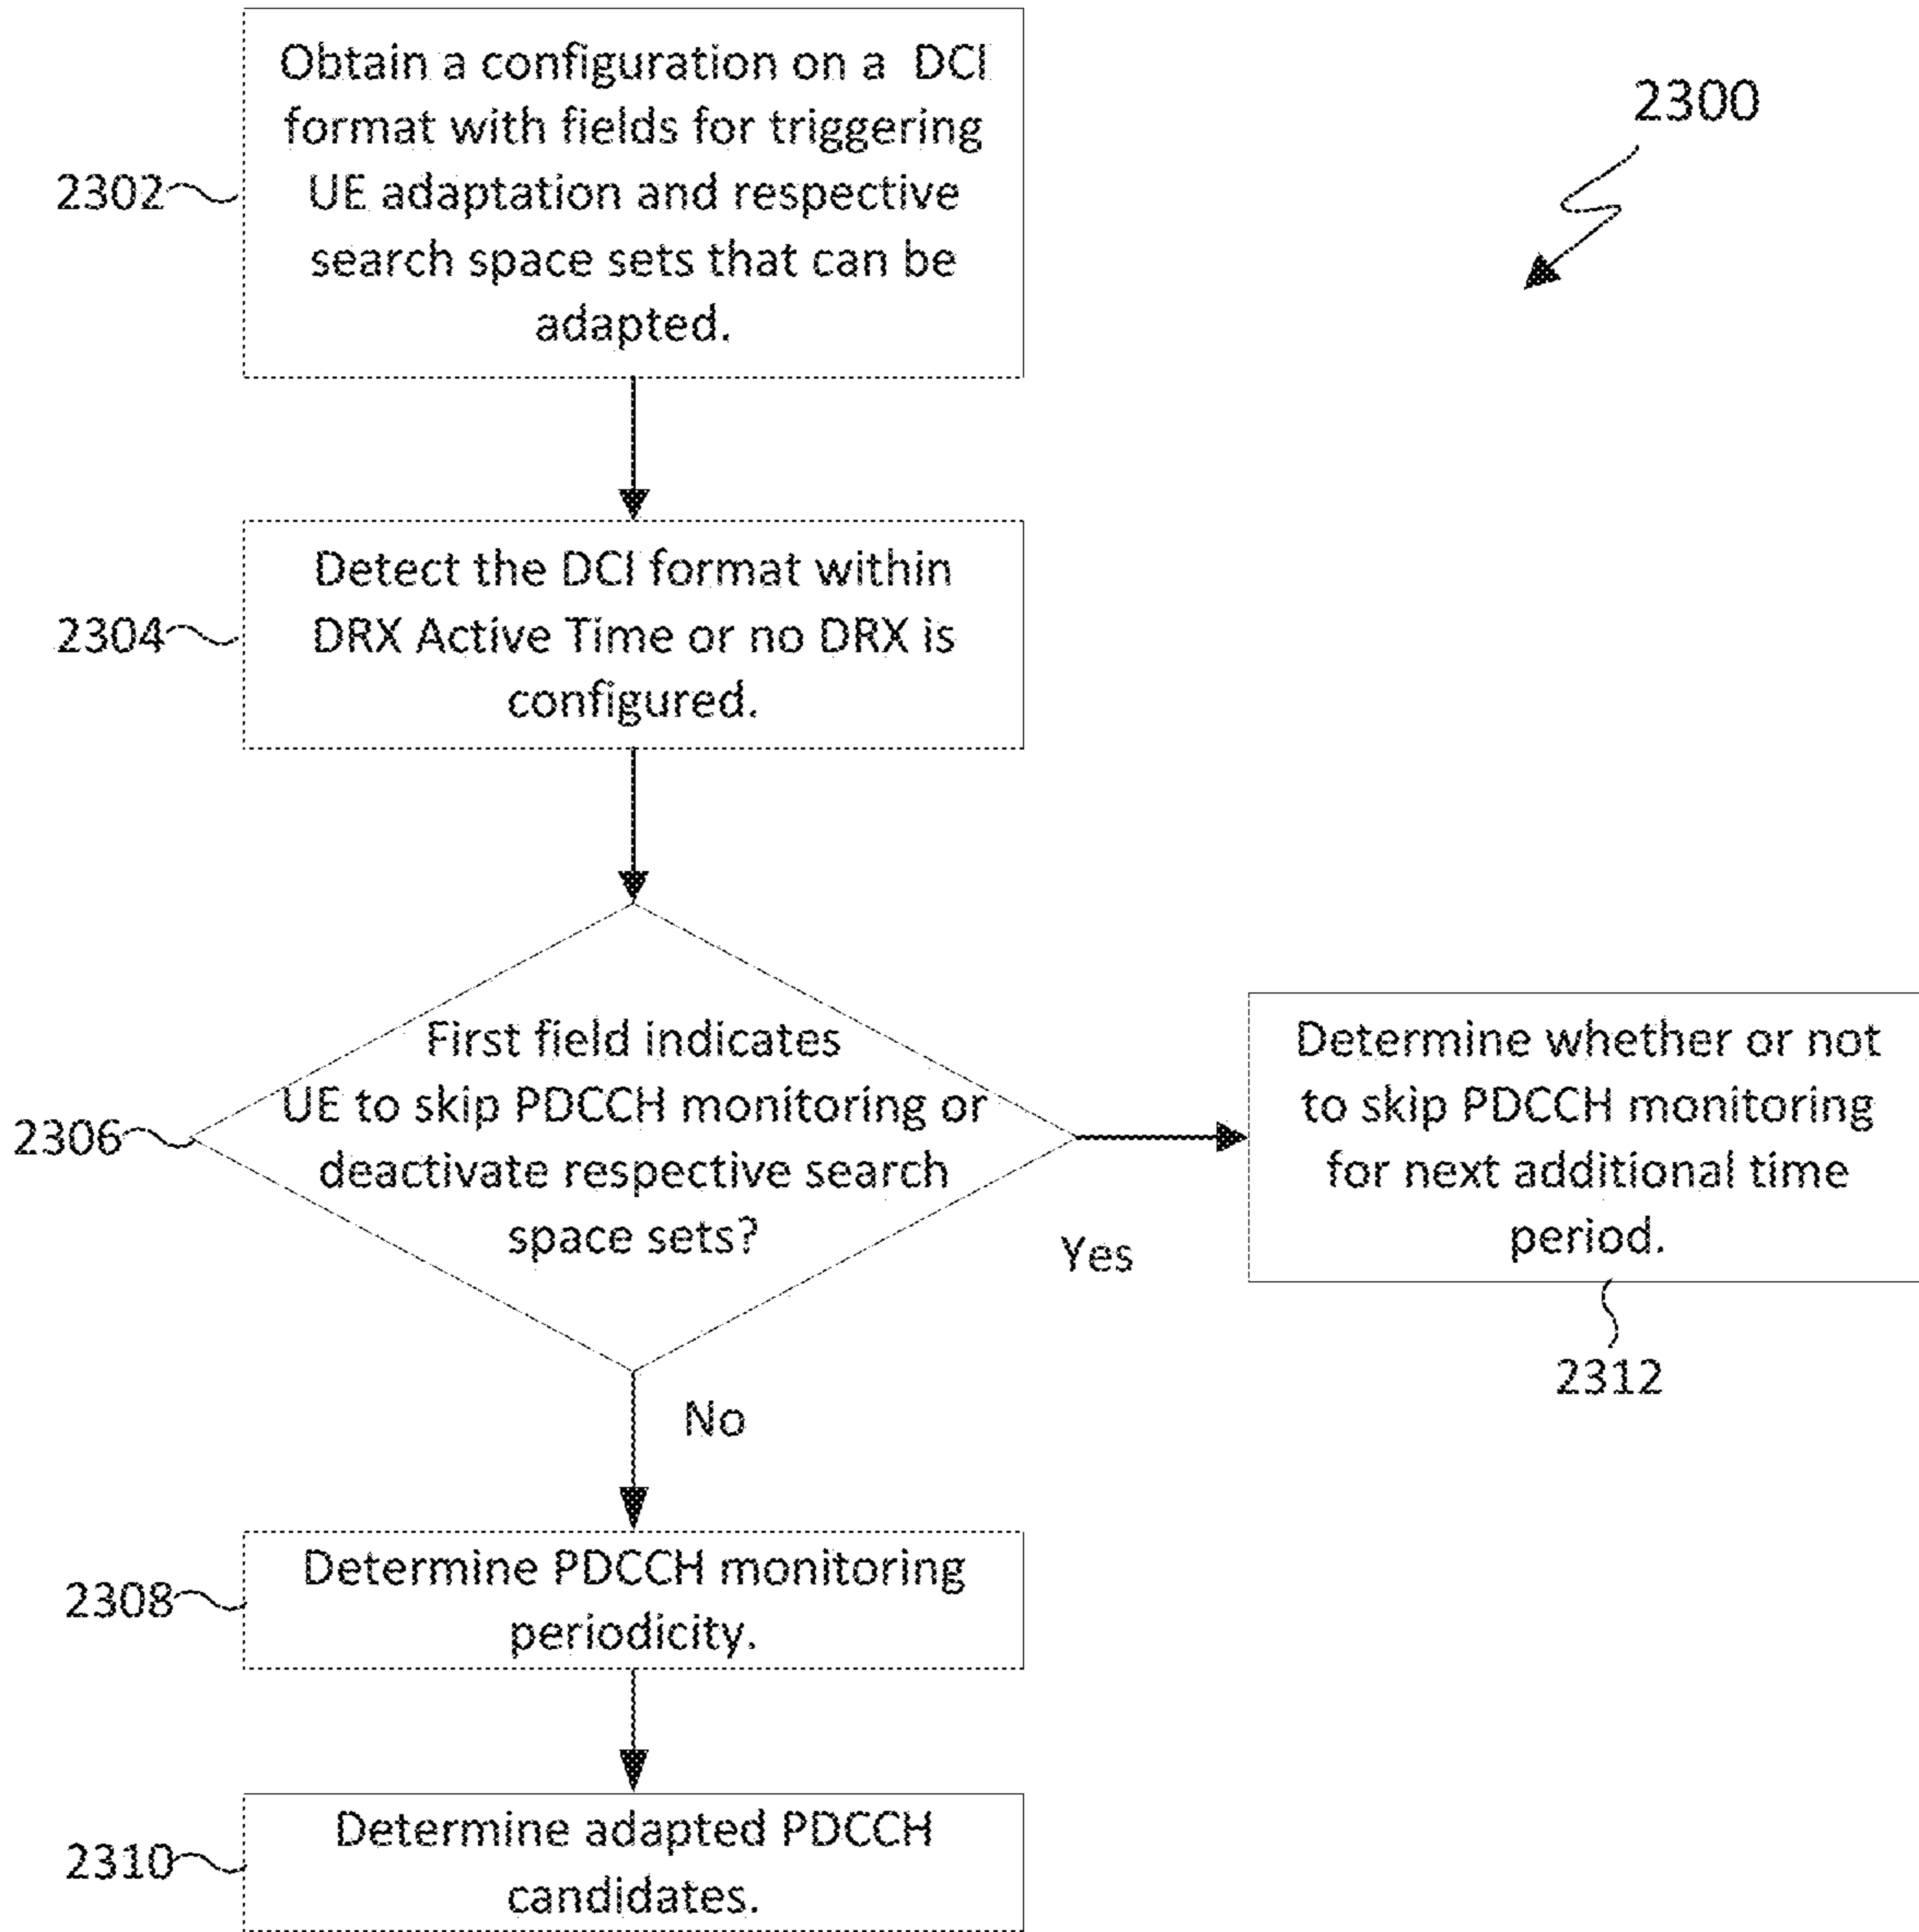 Obtain a configuration on a DCI
format with fields for triggering
UE adaptation and respective
search space sets that can be
adapted.
2300
2302
Detect the DCI format within
DRX Active Time or no DRX is
configured.
2304
First field indicates
UE to skip PDCCH monitoring or
deactivate respective search
space sets?
2306
Yes
Determine whether or not
to skip PDCCH monitoring
for next additional time
period.
2312
No
Determine PDCCH monitoring
periodicity.
2308
Determine adapted PDCCH
candidates.
2310